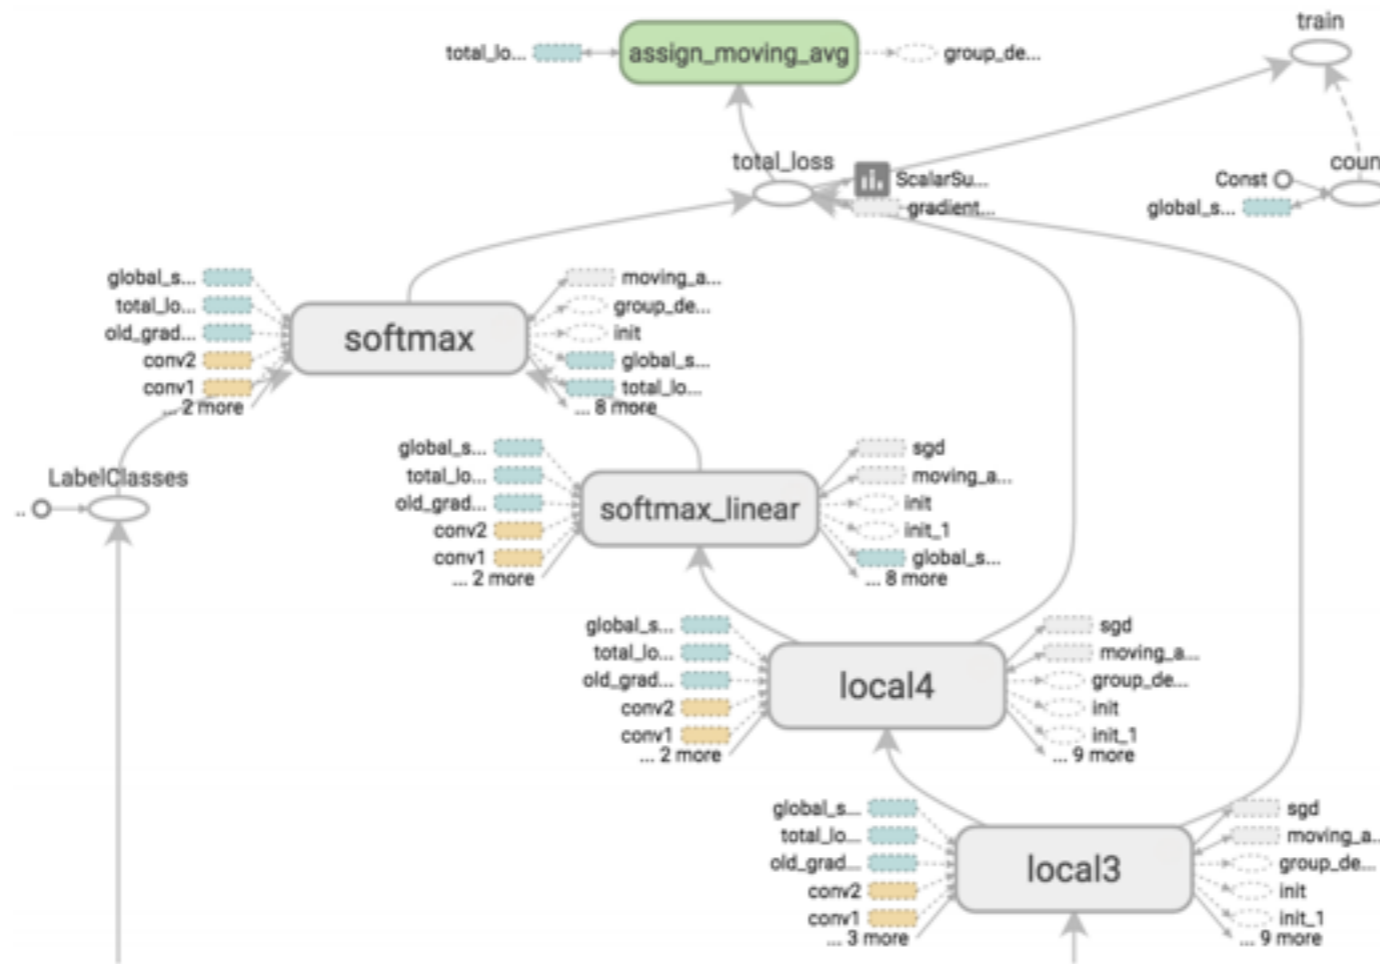 train
total_lo... assign_moving_avg group_de...
total_loss
ScalarSu...
gradient...
Const
coun
global_s...
global_s...
total_lo...
old_grad...
conv2
conv1
... 2 more
softmax
moving_a...
group_de...
init
global_s...
total_lo...
... 8 more
LabelClasses
..
global_s...
total_lo...
old_grad...
conv2
conv1
... 2 more
softmax_linear
sgd
moving_a...
init
init_1
global_s...
... 8 more
global_s...
total_lo...
old_grad...
conv2
conv1
... 2 more
local4
sgd
moving_a...
group_de...
init
init_1
... 9 more
global_s...
total_lo...
old_grad...
conv2
conv1
... 3 more
local3
sgd
moving_a..
group_de...
init
init_1
... 9 more